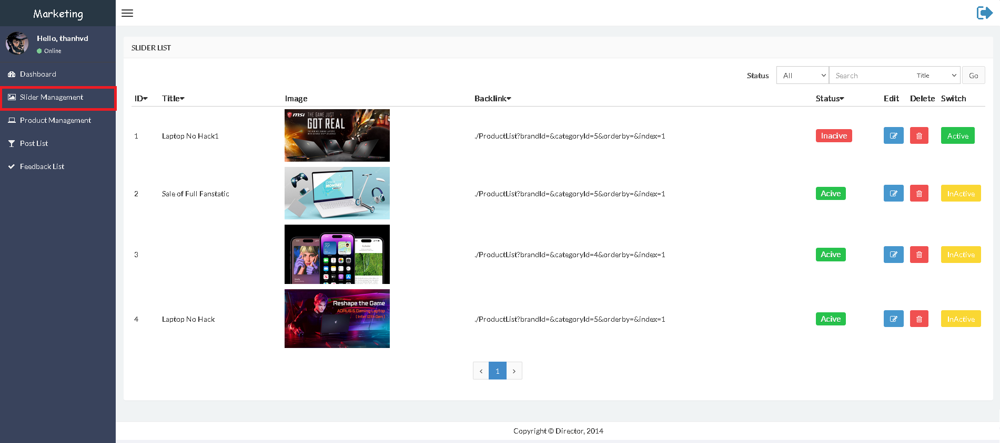 Marketing
Hello, thanhvd
Online
Dashboard
Slider Management
Product Management
Post List
Feedback List
SLIDER LIST
Status All Search Title Go
ID Title Image Backlink Status Edit Delete Switch
msi THE GAME JUST
GOT REAL
1 Laptop No Hack1 ./ProductList?brandId=&categoryId=5&orderby=&index=1 Inacive Active
CYBER
MONDAY
2 Sale of Full Fanstatic ./ProductList?brandId=&categoryId=5&orderby=&index=1 Acive InActive
3 ./ProductList?brandId=&categoryId=4&orderby=&index=1 Acive InActive
Reshape the Game
AORUS 5 Gaming Laptop
[ Intel 12th Gen ]
4 Laptop No Hack ./ProductList?brandId=&categoryId=5&orderby=&index=1 Acive InActive
< 1 >
Copyright © Director, 2014